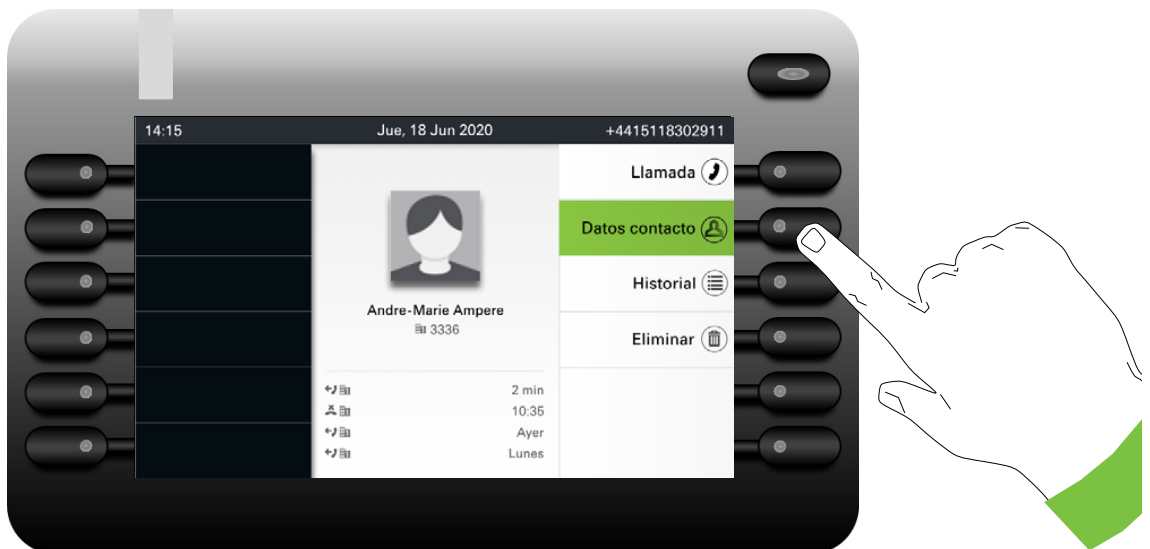 14:15 Jue, 18 Jun 2020 +4415118302911
Llamada
Datos contacto
Historial
Eliminar
Andre-Marie Ampere
3336
2 min
10:35
Ayer
Lunes